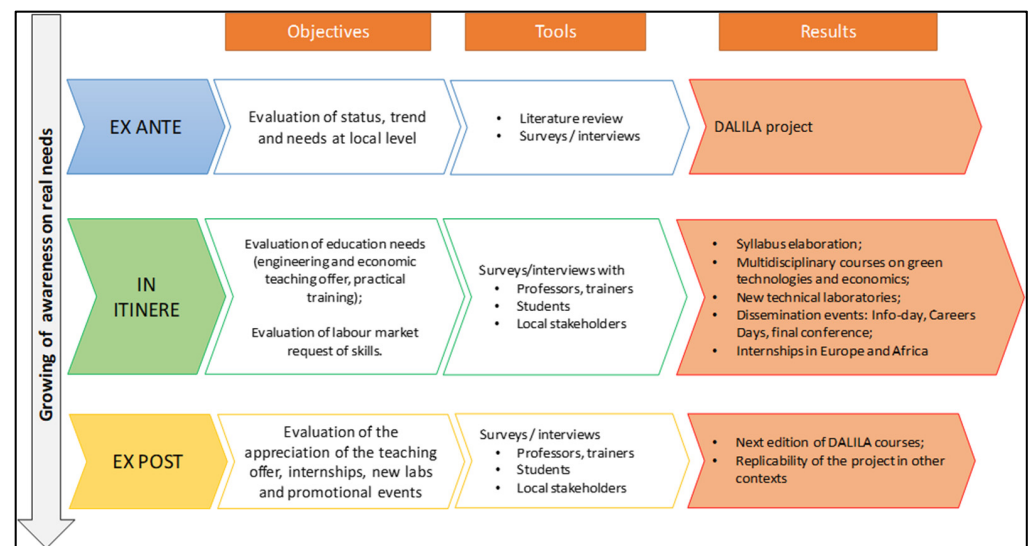 Growing of awareness on real needs
Objectives
Tools
Results
EX ANTE
Evaluation of status, trend
and needs at local level
• Literature review
• Surveys / interviews
DALILA project
IN
ITINERE
Evaluation of education needs
(engineering and economic
teaching offer, practical
training);
Evaluation of labour market
request of skills.
Surveys/interviews with
• Professors, trainers
• Students
• Local stakeholders
• Syllabus elaboration;
• Multidisciplinary courses on green
technologies and economics;
• New technical laboratories;
• Dissemination events: Info-day, Careers
Days, final conference;
• Internships in Europe and Africa
EX POST
Evaluation of the
appreciation of the teaching
offer, internships, new labs
and promotional events
Surveys / interviews
• Professors, trainers
• Students
• Local stakeholders
• Next edition of DALILA courses;
• Replicability of the project in other
contexts